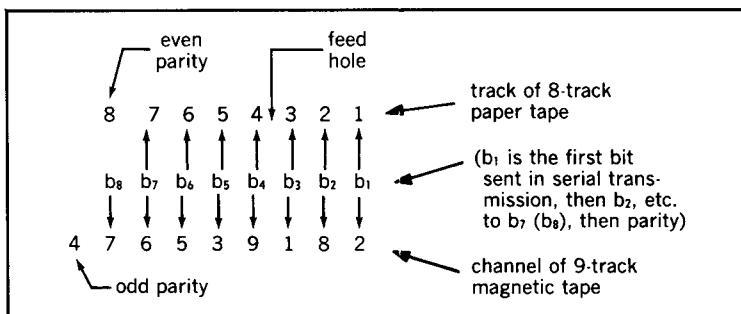 even
parity
feed
hole
8 7 6 5 4 3 2 1
track of 8-track
paper tape
b₈ b₇ b₆ b₅ b₄ b₃ b₂ b₁
(b₁ is the first bit
sent in serial trans-
mission, then b₂, etc.
to b₇ (b₈), then parity)
4 7 6 5 3 9 1 8 2
odd parity
channel of 9-track
magnetic tape